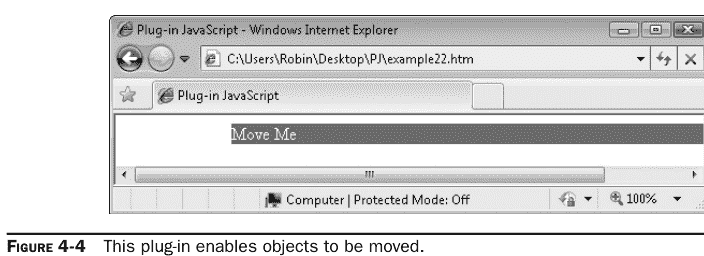 Plug-in JavaScript - Windows Internet Explorer
C:\Users\Robin\Desktop\PJ\example22.htm
Plug-in JavaScript
Move Me
Computer | Protected Mode: Off
100%
FIGURE 4-4 This plug-in enables objects to be moved.